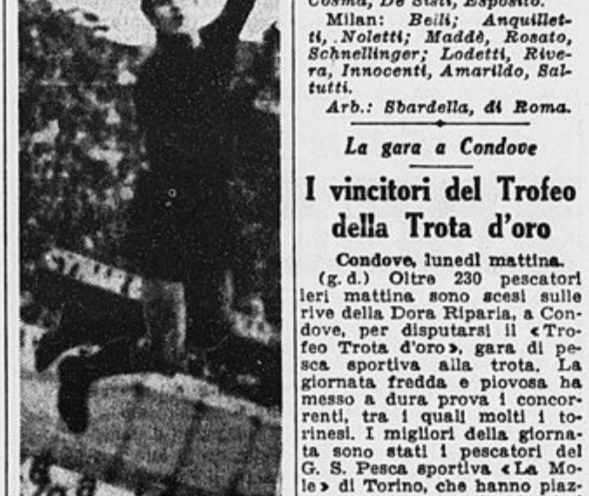 Cosma, De Sisti, Esposito.
Milan: Belli; Anquillet-
ti, Noletti; Maddè, Rosato,
Schnellinger; Lodetti, Rive-
ra, Innocenti, Amarildo, Sal-
tutti.
Arb.: Sbardella, di Roma.
La gara a Condove
I vincitori del Trofeo
della Trota d'oro
Condove, lunedì mattina.
(g. d.) Oltre 230 pescatori
ieri mattina sono scesi sulle
rive della Dora Riparia, a Con-
dove, per disputarsi il «Tro-
feo Trota d'oro», gara di pe-
sca sportiva alla trota. La
giornata fredda e piovosa ha
messo a dura prova i concor-
renti, tra i quali molti i to-
rinesi. I migliori della giorna-
ta sono stati i pescatori del
G. S. Pesca sportiva «La Mo-
le» di Torino, che hanno piaz-